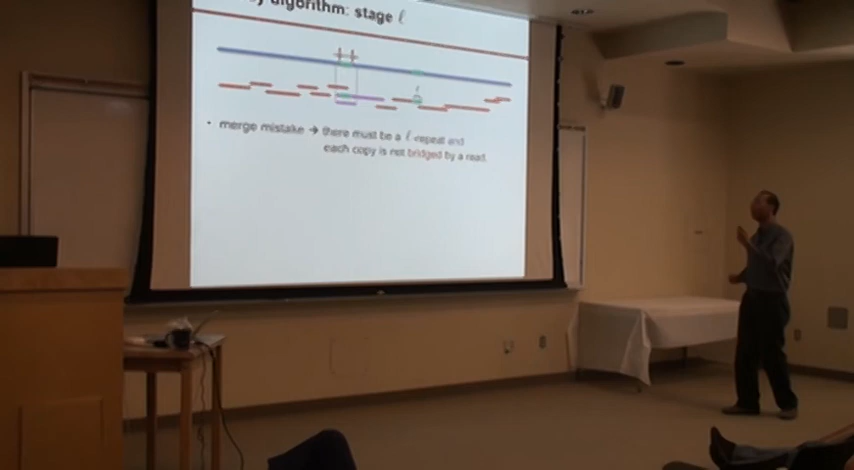 algorithm: stage ℓ
• merge mistake → there must be a ℓ-repeat and
each copy is not bridged by a read.